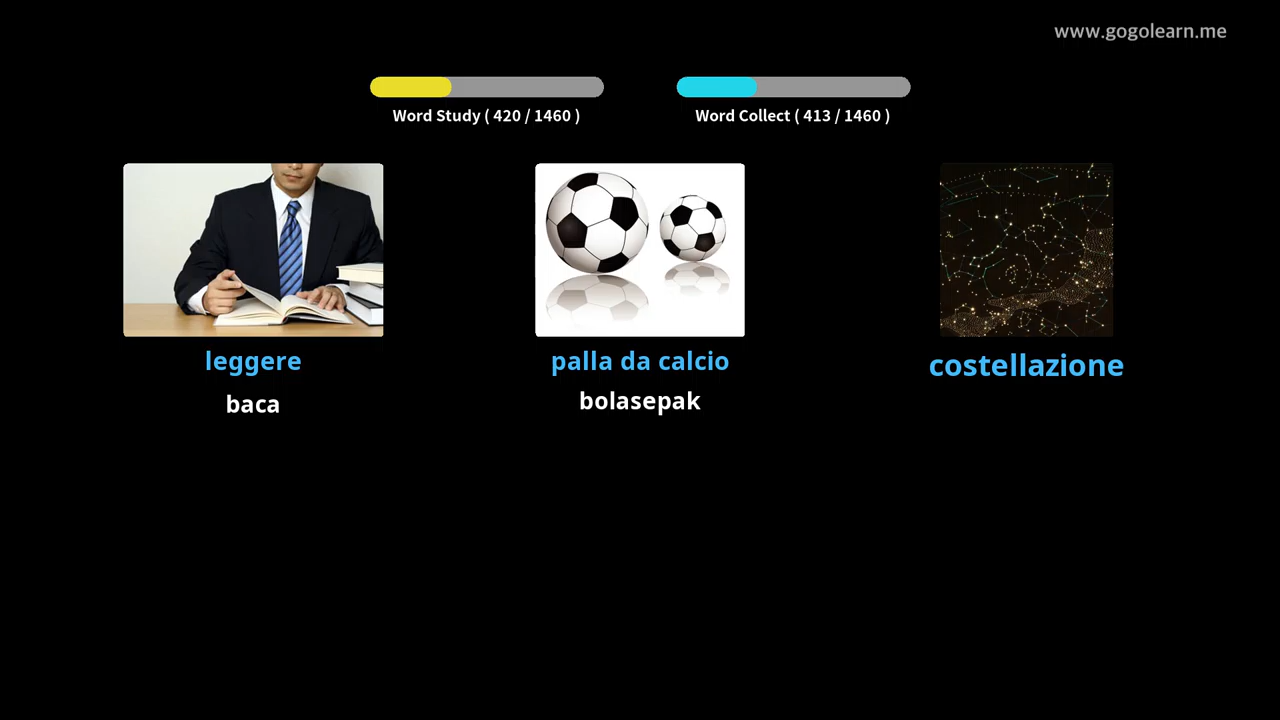 www.gogolearn.me
Word Study ( 420 / 1460 )
Word Collect ( 413 / 1460 )
leggere
palla da calcio
costellazione
baca
bolasepak